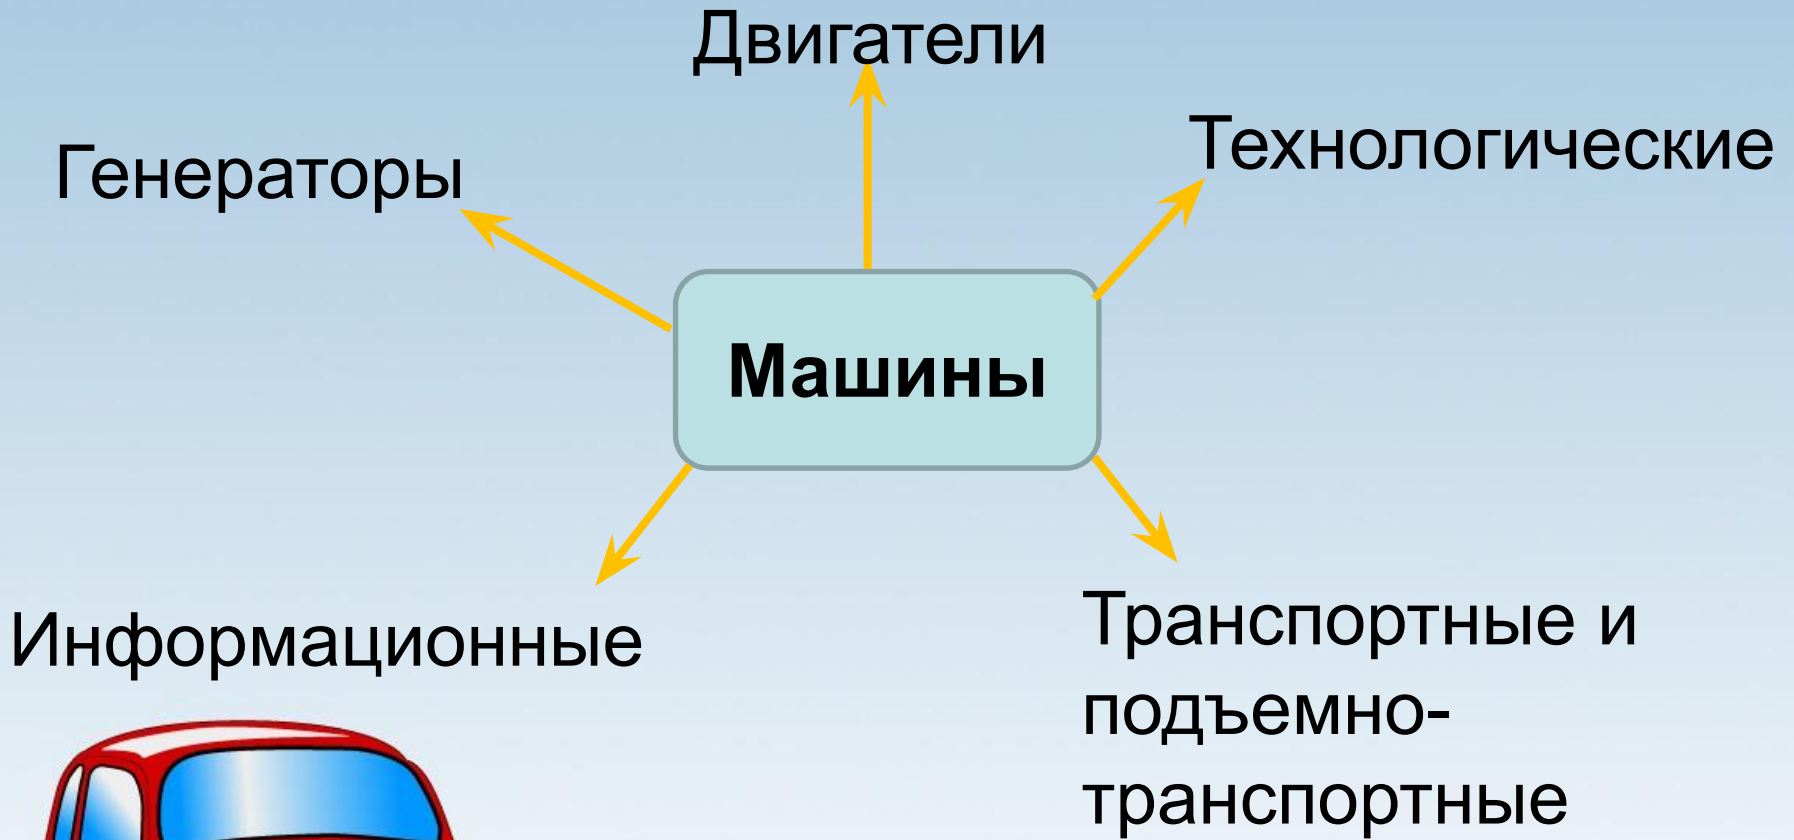 Двигатели
Технологические
Генераторы
Машины
Информационные
Транспортные и
подъемно-
транспортные